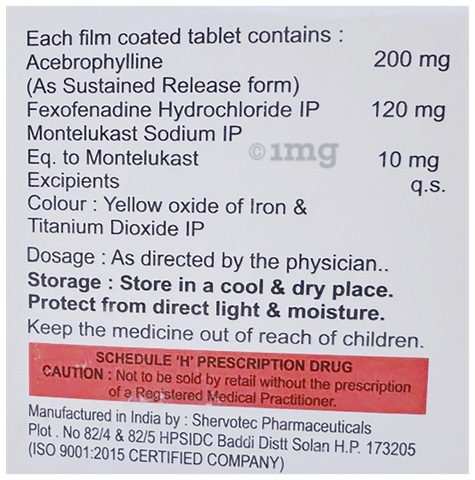 Each film coated tablet contains :
Acebrophylline 200 mg
(As Sustained Release form)
Fexofenadine Hydrochloride IP 120 mg
Montelukast Sodium IP
©1mg
Eq. to Montelukast 10 mg
Excipients q.s.
Colour : Yellow oxide of Iron &
Titanium Dioxide IP
Dosage : As directed by the physician..
Storage : Store in a cool & dry place.
Protect from direct light & moisture.
Keep the medicine out of reach of children.
SCHEDULE 'H' PRESCRIPTION DRUG
CAUTION : Not to be sold by retail without the prescription
of a Registered Medical Practitioner.
Manufactured in India by : Shervotec Pharmaceuticals
Plot . No 82/4 & 82/5 HPSIDC Baddi Distt Solan H.P. 173205
(ISO 9001:2015 CERTIFIED COMPANY)